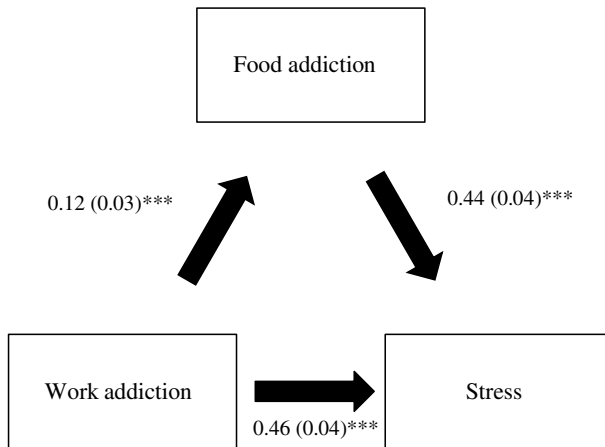 Food addiction
0.12 (0.03)***
0.44 (0.04)***
Work addiction
Stress
0.46 (0.04)***